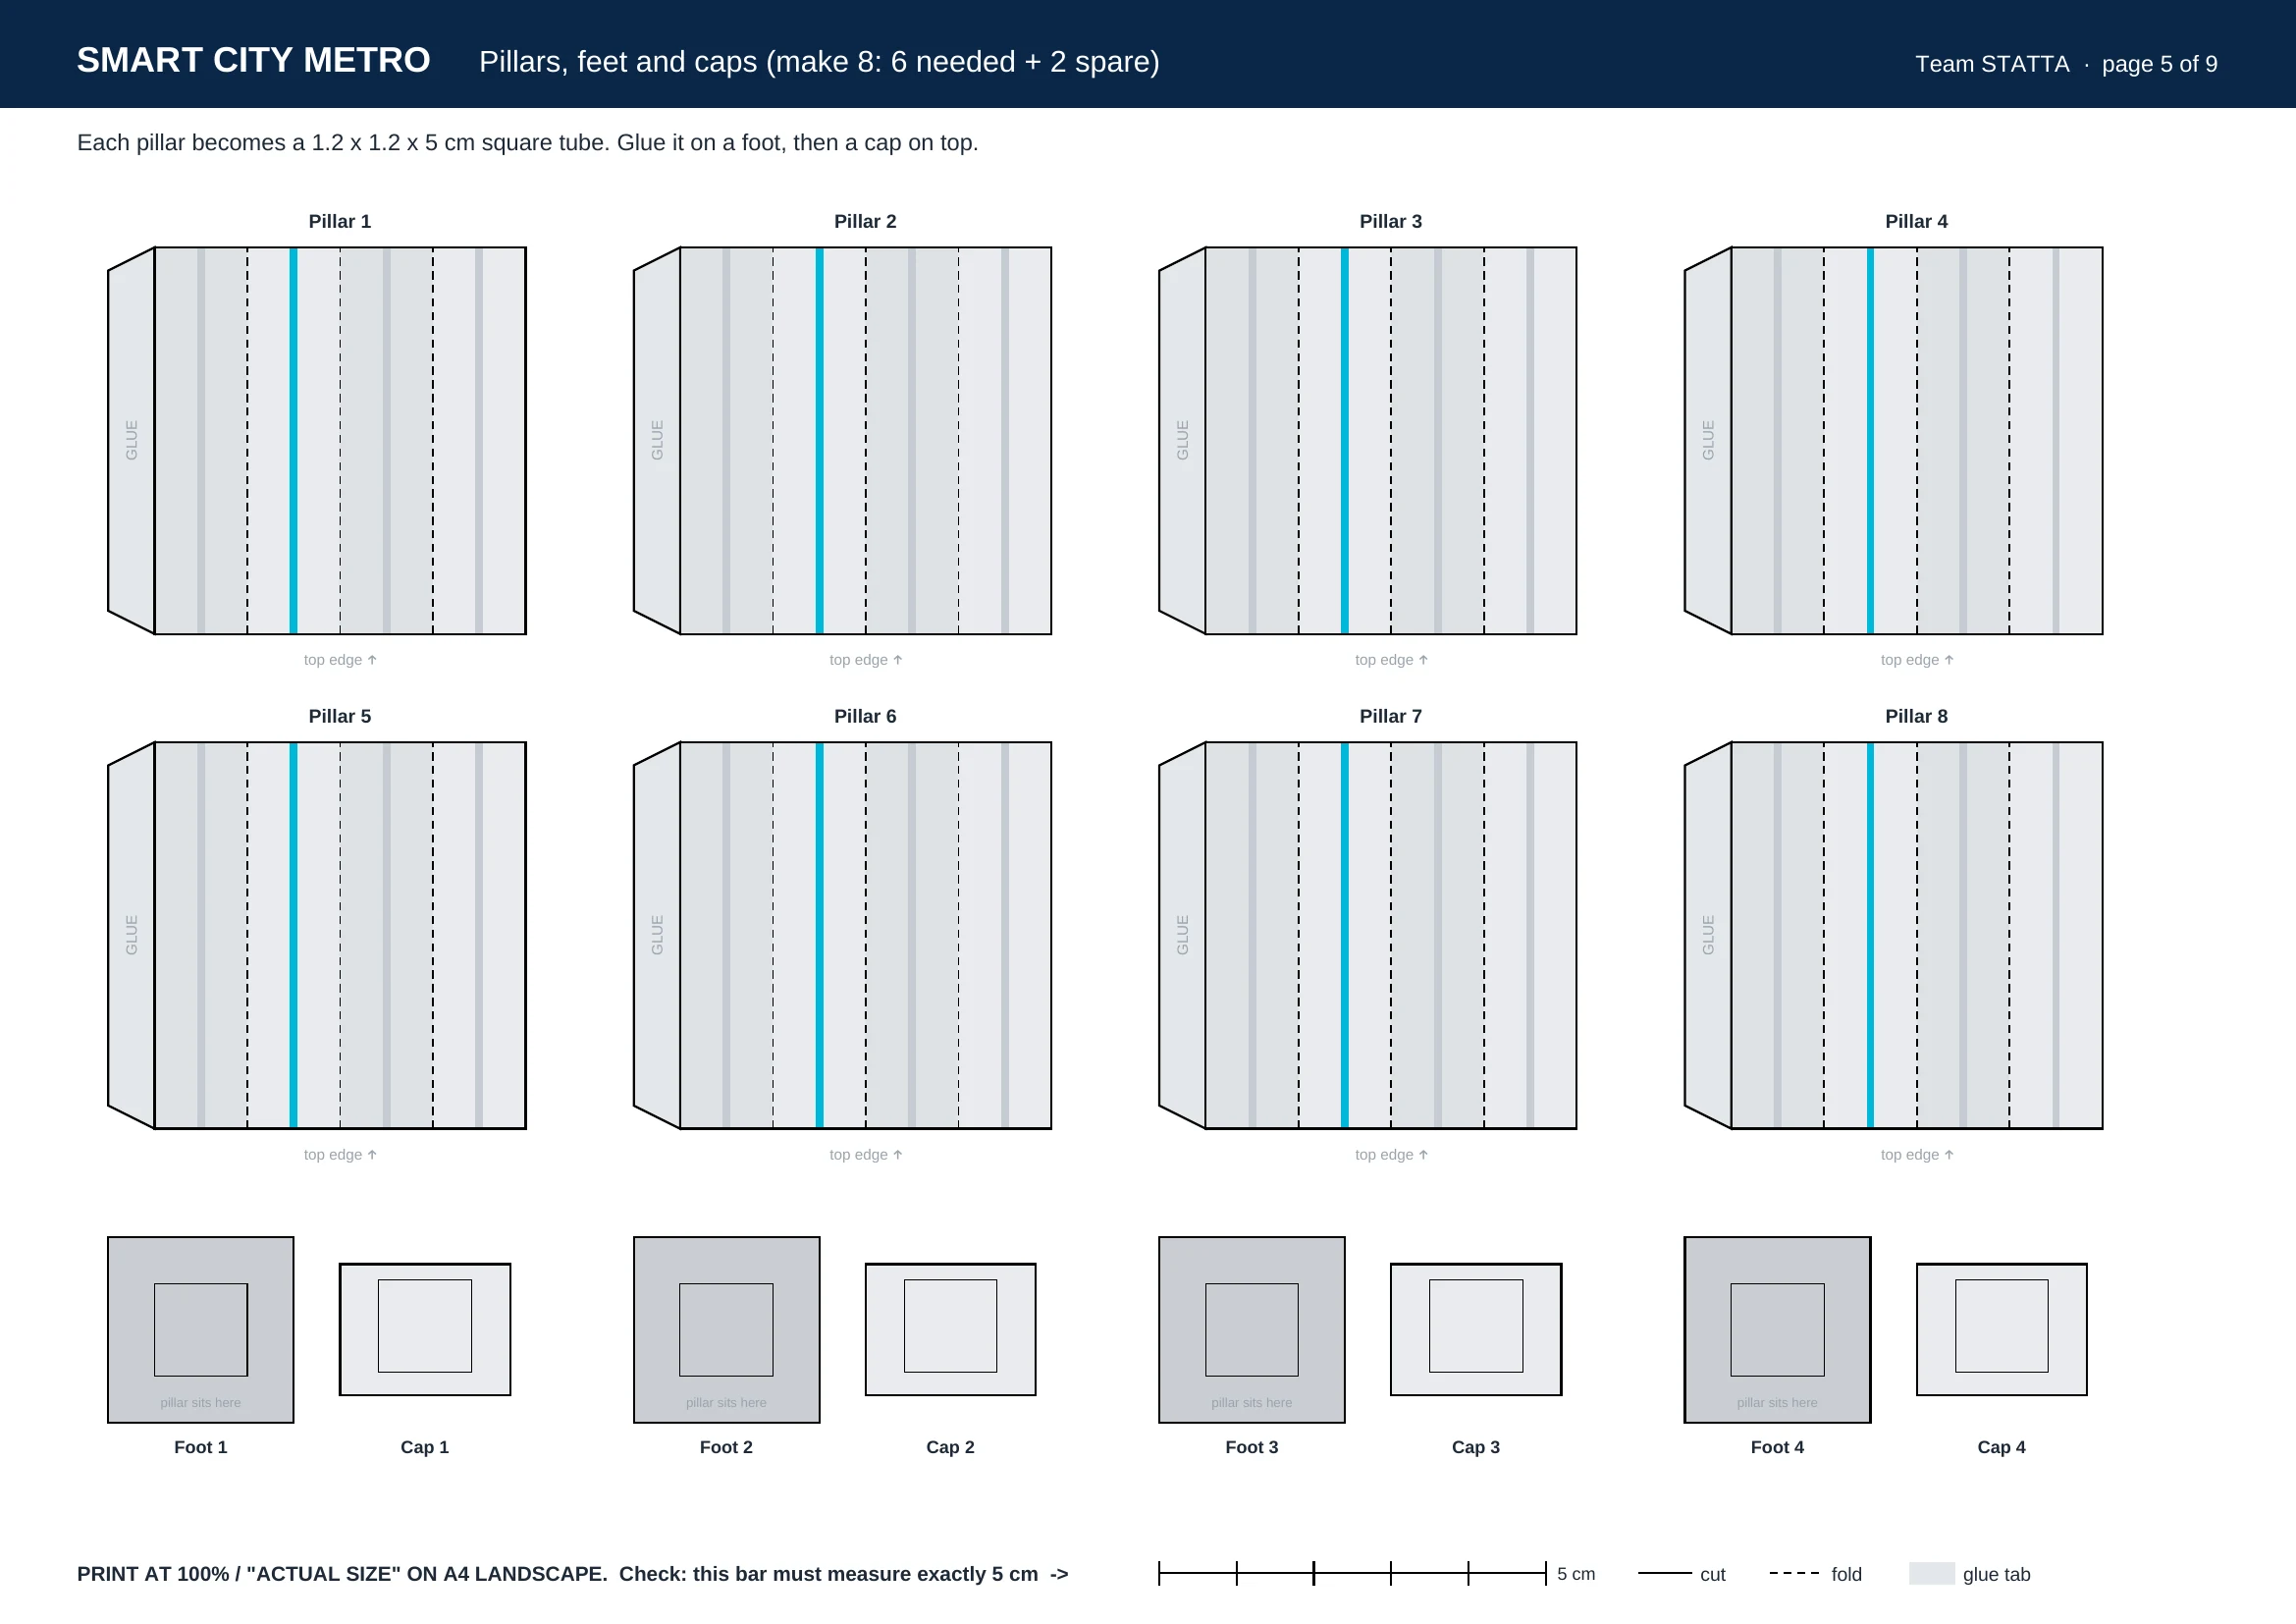 SMART CITY METRO Pillars, feet and caps (make 8: 6 needed + 2 spare) Team STATTA · page 5 of 9
Each pillar becomes a 1.2 x 1.2 x 5 cm square tube. Glue it on a foot, then a cap on top.
Pillar 1 Pillar 2 Pillar 3 Pillar 4
GLUE GLUE GLUE GLUE
top edge ↑ top edge ↑ top edge ↑ top edge ↑
Pillar 5 Pillar 6 Pillar 7 Pillar 8
GLUE GLUE GLUE GLUE
top edge ↑ top edge ↑ top edge ↑ top edge ↑
pillar sits here pillar sits here pillar sits here pillar sits here
Foot 1 Cap 1 Foot 2 Cap 2 Foot 3 Cap 3 Foot 4 Cap 4
PRINT AT 100% / "ACTUAL SIZE" ON A4 LANDSCAPE. Check: this bar must measure exactly 5 cm -> 5 cm cut fold glue tab